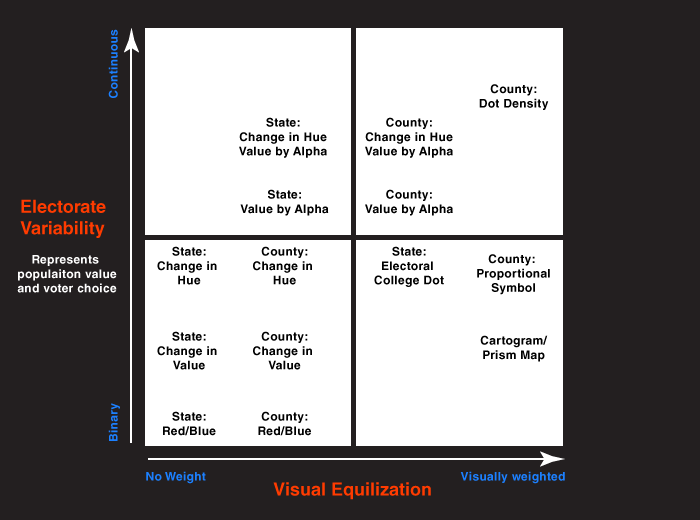 Continuous
Electorate
Variability
Represents
populaiton value
and voter choice
Binary
County:
Dot Density
State:
Change in Hue
Value by Alpha
County:
Change in Hue
Value by Alpha
State:
Value by Alpha
County:
Value by Alpha
State:
Change in
Hue
County:
Change in
Hue
State:
Electoral
College Dot
County:
Proportional
Symbol
State:
Change in
Value
County:
Change in
Value
Cartogram/
Prism Map
State:
Red/Blue
County:
Red/Blue
No Weight
Visually weighted
Visual Equilization